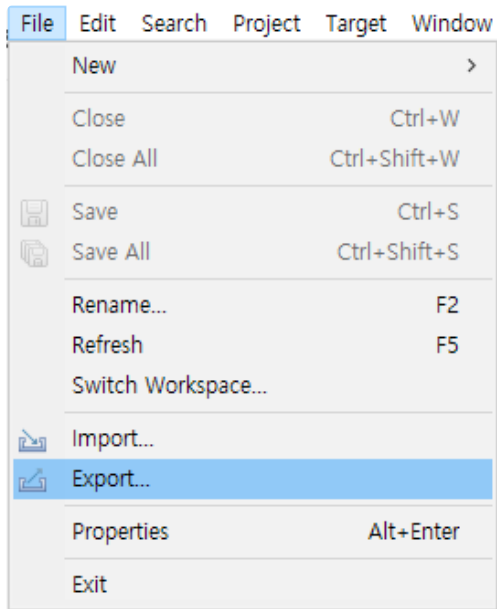 File Edit Search Project Target Window
New >
Close Ctrl+W
Close All Ctrl+Shift+W
Save Ctrl+S
Save All Ctrl+Shift+S
Rename... F2
Refresh F5
Switch Workspace...
Import...
Export...
Properties Alt+Enter
Exit